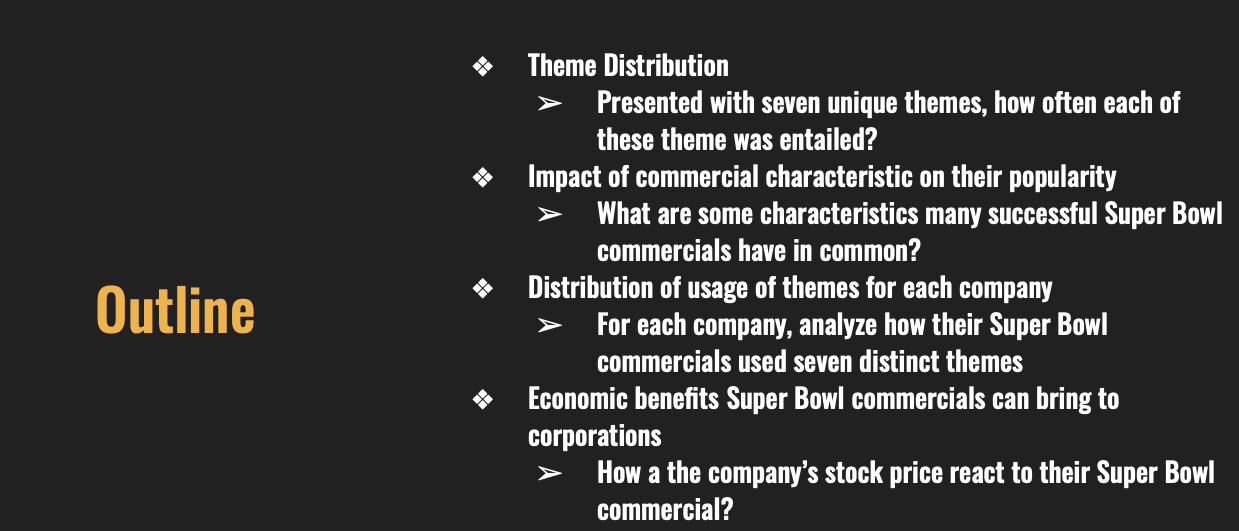 Outline
❖ Theme Distribution
➢ Presented with seven unique themes, how often each of
these theme was entailed?
❖ Impact of commercial characteristic on their popularity
➢ What are some characteristics many successful Super Bowl
commercials have in common?
❖ Distribution of usage of themes for each company
➢ For each company, analyze how their Super Bowl
commercials used seven distinct themes
❖ Economic benefits Super Bowl commercials can bring to
corporations
➢ How a the company’s stock price react to their Super Bowl
commercial?